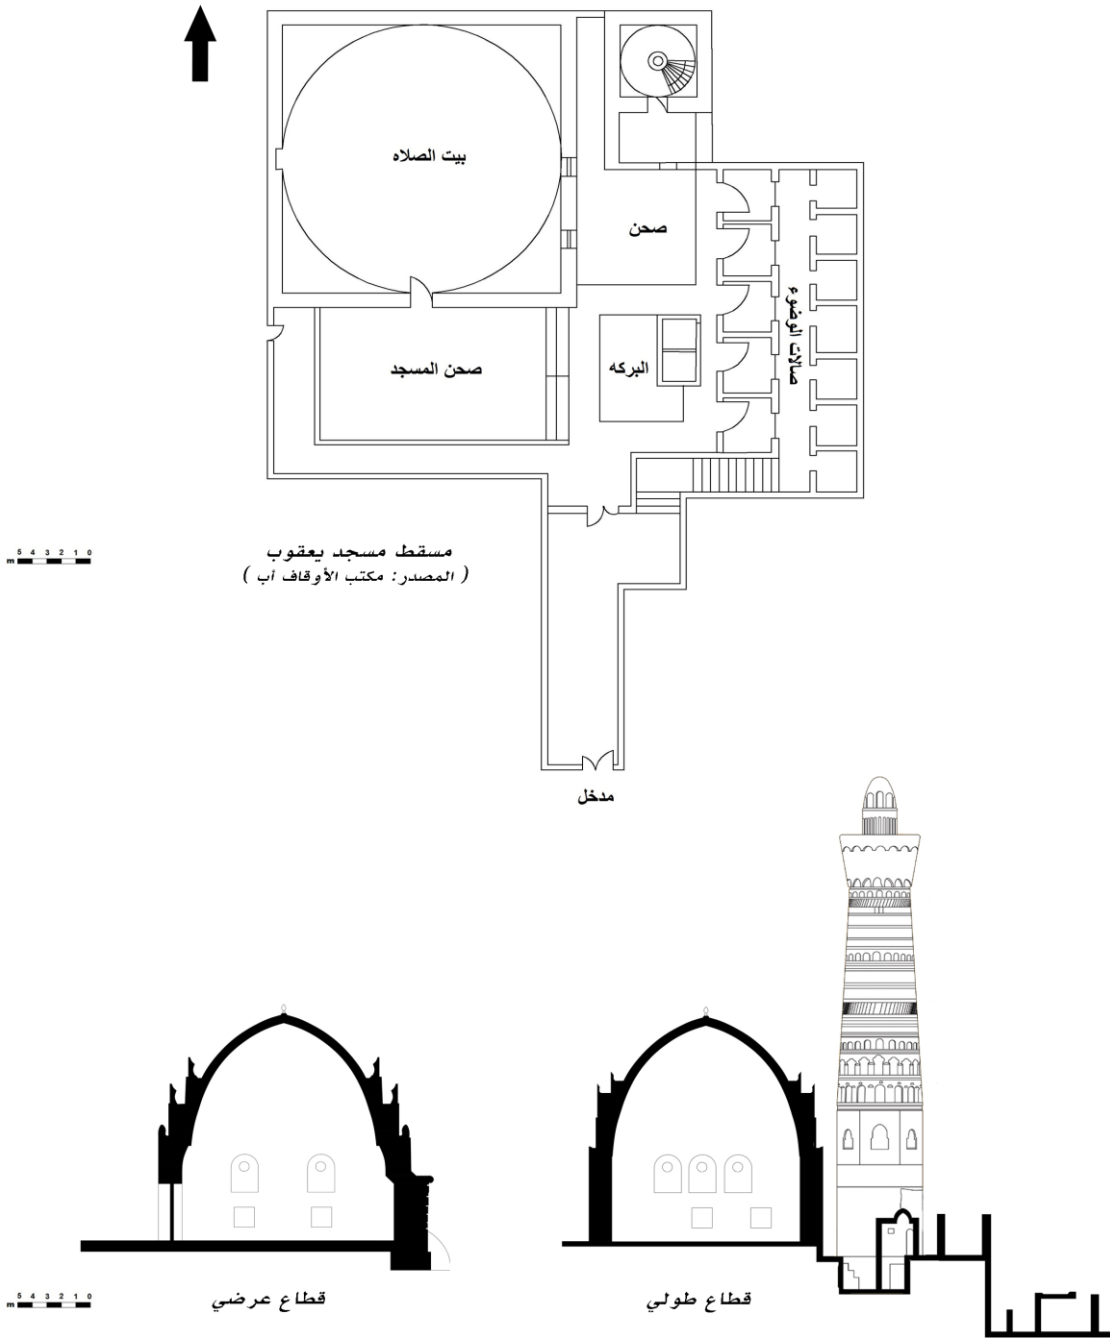 بيت الصلاه
صحن
صالات الوضوء
صحن المسجد
البركه
مسقط مسجد يعقوب
( المصدر: مكتب الأوقاف أب )
5 4 3 2 1 0
m
مدخل
قطاع عرضي
قطاع طولي
5 4 3 2 1 0
m